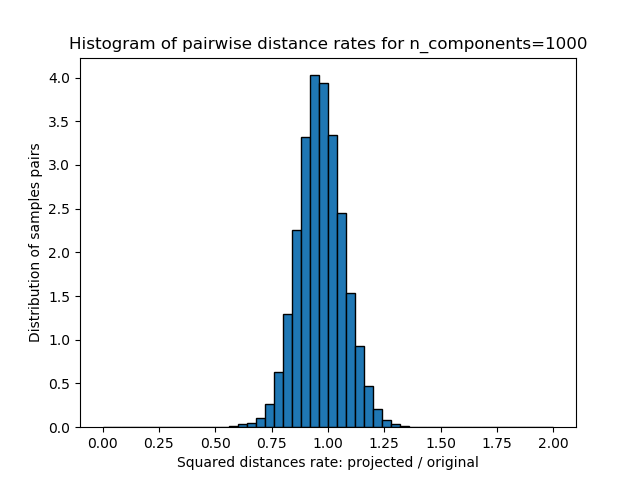 Histogram of pairwise distance rates for n_components=1000
4.0
3.5
3.0
2.5
2.0
1.5
1.0
0.5
0.0
Distribution of samples pairs
0.00 0.25 0.50 0.75 1.00 1.25 1.50 1.75 2.00
Squared distances rate: projected / original